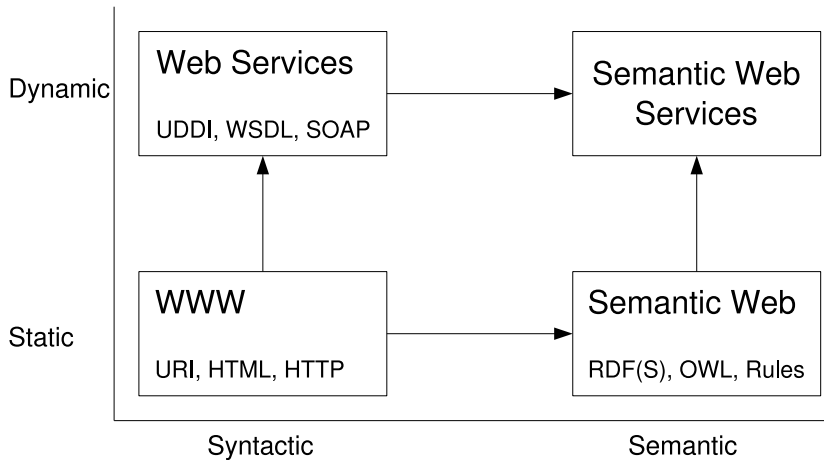 Dynamic
Web Services
UDDI, WSDL, SOAP
Semantic Web
Services
Static
WWW
URI, HTML, HTTP
Semantic Web
RDF(S), OWL, Rules
Syntactic
Semantic